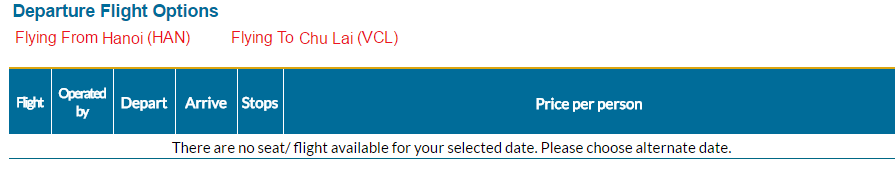 Departure Flight Options
Flying From Hanoi (HAN) Flying To Chu Lai (VCL)
Flight Operated by Depart Arrive Stops Price per person
There are no seat/ flight available for your selected date. Please choose alternate date.